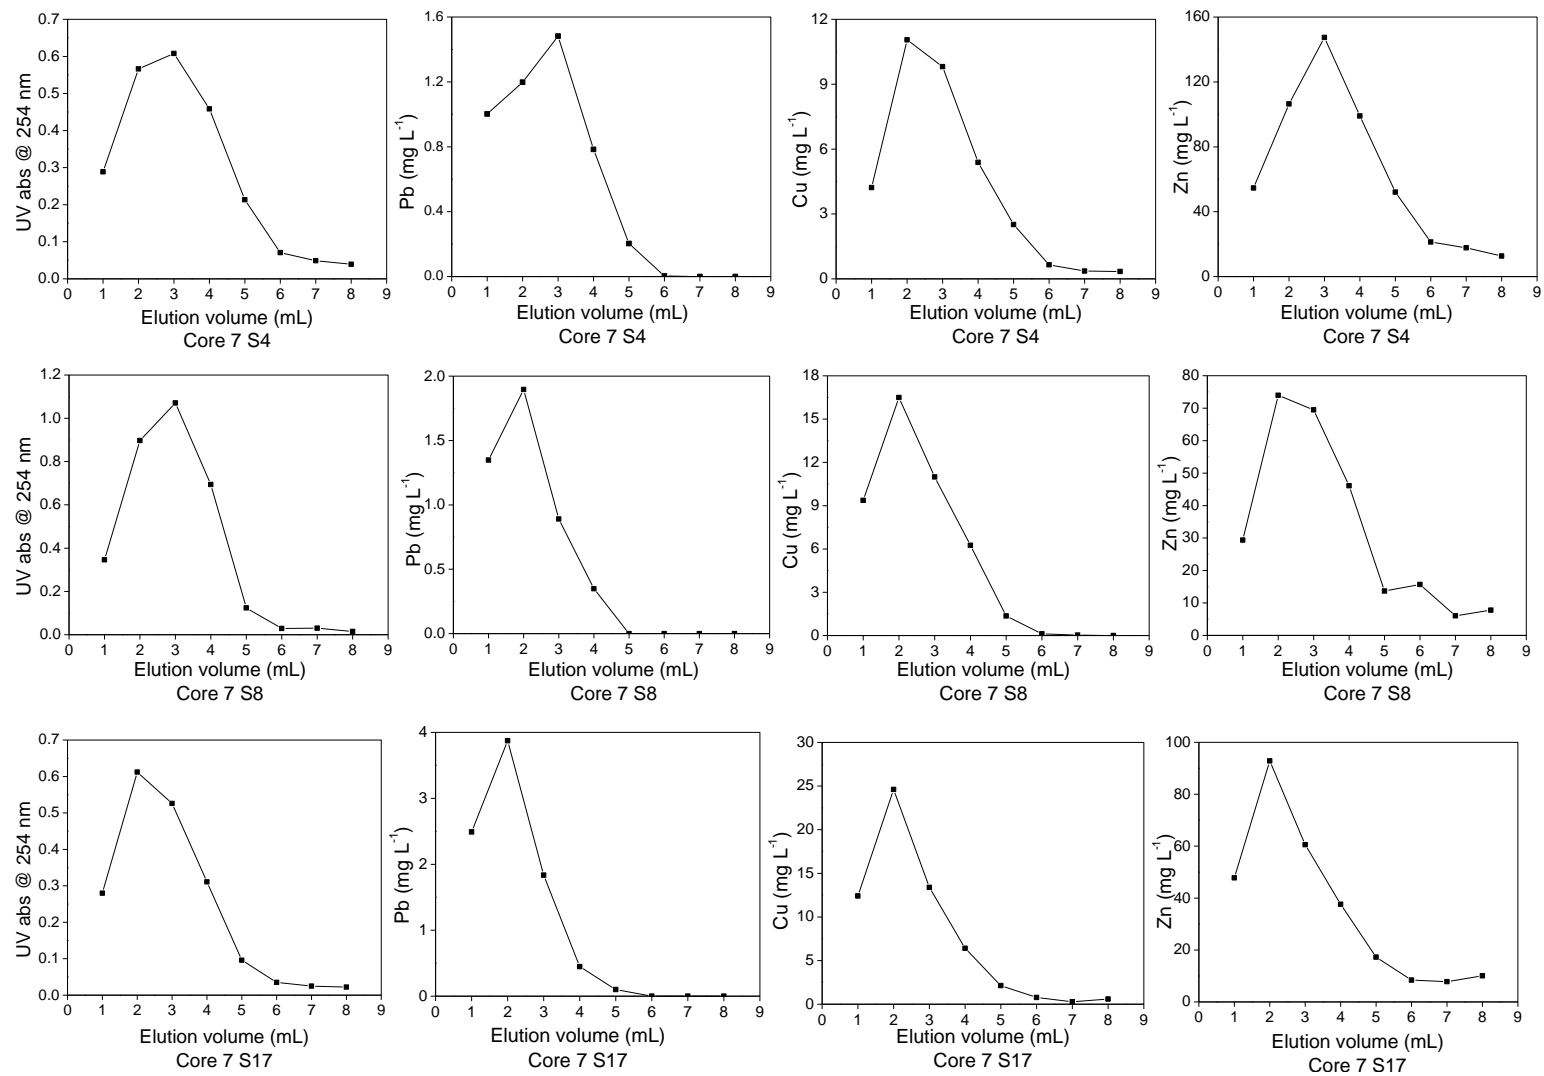 UV abs @ 254 nm
0.7
0.6
0.5
0.4
0.3
0.2
0.1
0.0
0 1 2 3 4 5 6 7 8 9
Elution volume (mL)
Core 7 S4
Pb (mg L⁻¹)
1.6
1.2
0.8
0.4
0.0
0 1 2 3 4 5 6 7 8 9
Elution volume (mL)
Core 7 S4
Cu (mg L⁻¹)
12
9
6
3
0
0 1 2 3 4 5 6 7 8 9
Elution volume (mL)
Core 7 S4
Zn (mg L⁻¹)
160
120
80
40
0
0 1 2 3 4 5 6 7 8 9
Elution volume (mL)
Core 7 S4
UV abs @ 254 nm
1.2
1.0
0.8
0.6
0.4
0.2
0.0
0 1 2 3 4 5 6 7 8 9
Elution volume (mL)
Core 7 S8
Pb (mg L⁻¹)
2.0
1.5
1.0
0.5
0.0
0 1 2 3 4 5 6 7 8 9
Elution volume (mL)
Core 7 S8
Cu (mg L⁻¹)
18
15
12
9
6
3
0
0 1 2 3 4 5 6 7 8 9
Elution volume (mL)
Core 7 S8
Zn (mg L⁻¹)
80
70
60
50
40
30
20
10
0
0 1 2 3 4 5 6 7 8 9
Elution volume (mL)
Core 7 S8
UV abs @ 254 nm
0.7
0.6
0.5
0.4
0.3
0.2
0.1
0.0
0 1 2 3 4 5 6 7 8 9
Elution volume (mL)
Core 7 S17
Pb (mg L⁻¹)
4
3
2
1
0
0 1 2 3 4 5 6 7 8 9
Elution volume (mL)
Core 7 S17
Cu (mg L⁻¹)
30
25
20
15
10
5
0
0 1 2 3 4 5 6 7 8 9
Elution volume (mL)
Core 7 S17
Zn (mg L⁻¹)
100
80
60
40
20
0
0 1 2 3 4 5 6 7 8 9
Elution volume (mL)
Core 7 S17